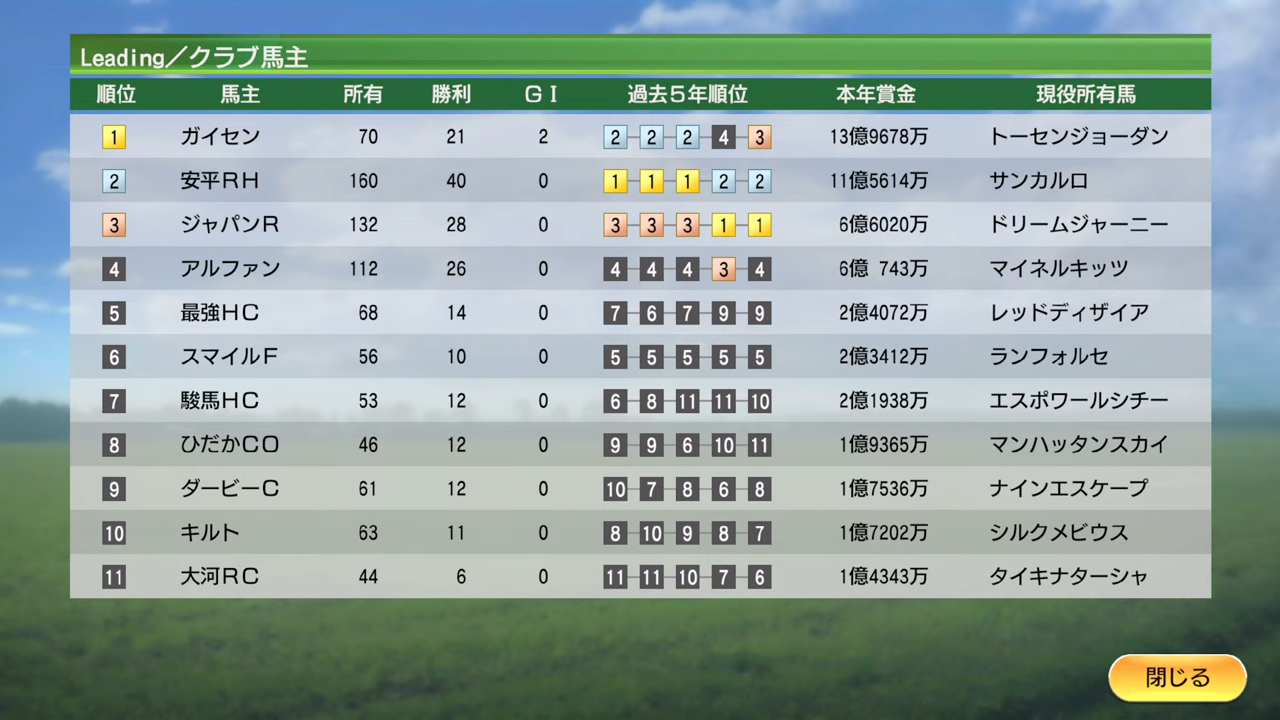 Leading／クラブ馬主
順位 馬主 所有 勝利 GⅠ 過去5年順位 本年賞金 現役所有馬
1 ガイセン 70 21 2 2 2 2 4 3 13億9678万 トーセンジョーダン
2 安平RH 160 40 0 1 1 1 2 2 11億5614万 サンカルロ
3 ジャパンR 132 28 0 3 3 3 1 1 6億6020万 ドリームジャーニー
4 アルファン 112 26 0 4 4 4 3 4 6億 743万 マイネルキッツ
5 最強HC 68 14 0 7 6 7 9 9 2億4072万 レッドディザイア
6 スマイルF 56 10 0 5 5 5 5 5 2億3412万 ランフォルセ
7 駿馬HC 53 12 0 6 8 11 11 10 2億1938万 エスポワールシチー
8 ひだかCO 46 12 0 9 9 6 10 11 1億9365万 マンハッタンスカイ
9 ダービーC 61 12 0 10 7 8 6 8 1億7536万 ナインエスケープ
10 キルト 63 11 0 8 10 9 8 7 1億7202万 シルクメビウス
11 大河RC 44 6 0 11 11 10 7 6 1億4343万 タイキナターシャ
閉じる